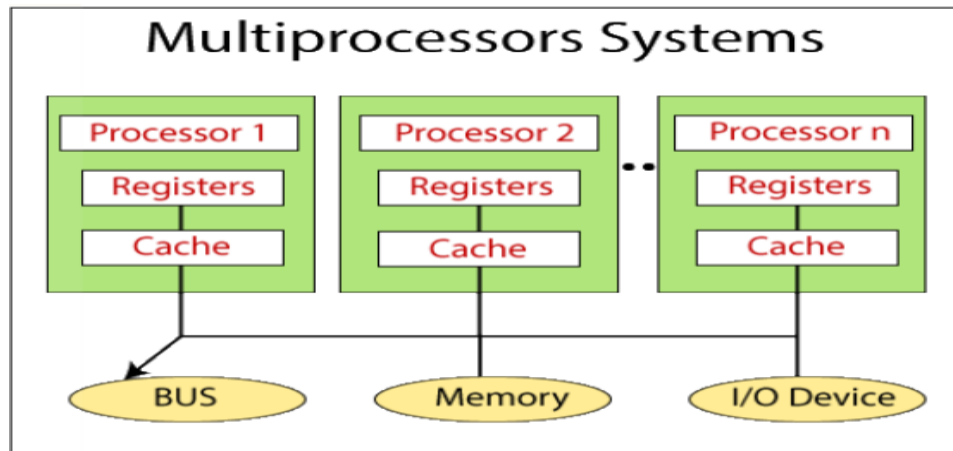 Multiprocessors Systems
Processor 1
Registers
Cache
Processor 2
Registers
Cache
Processor n
Registers
Cache
BUS
Memory
I/O Device